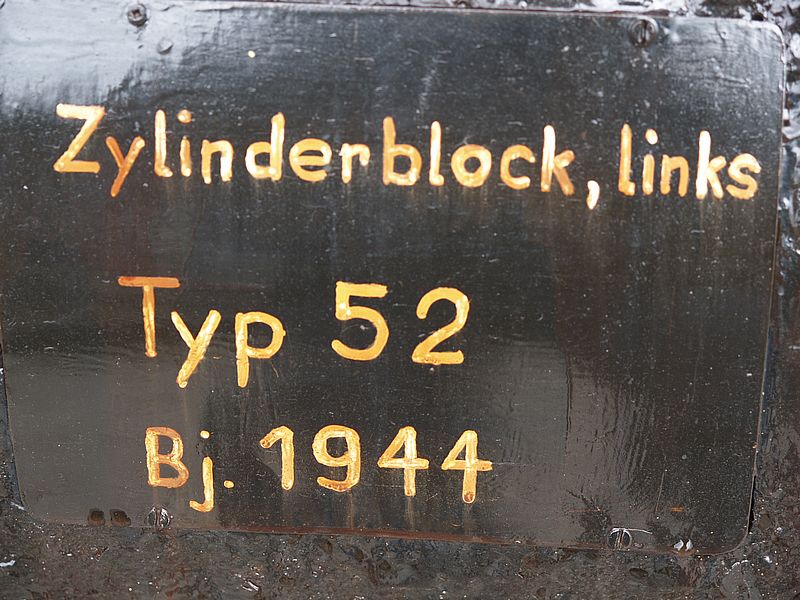 Zylinderblock, links
Typ 52
Bj. 1944